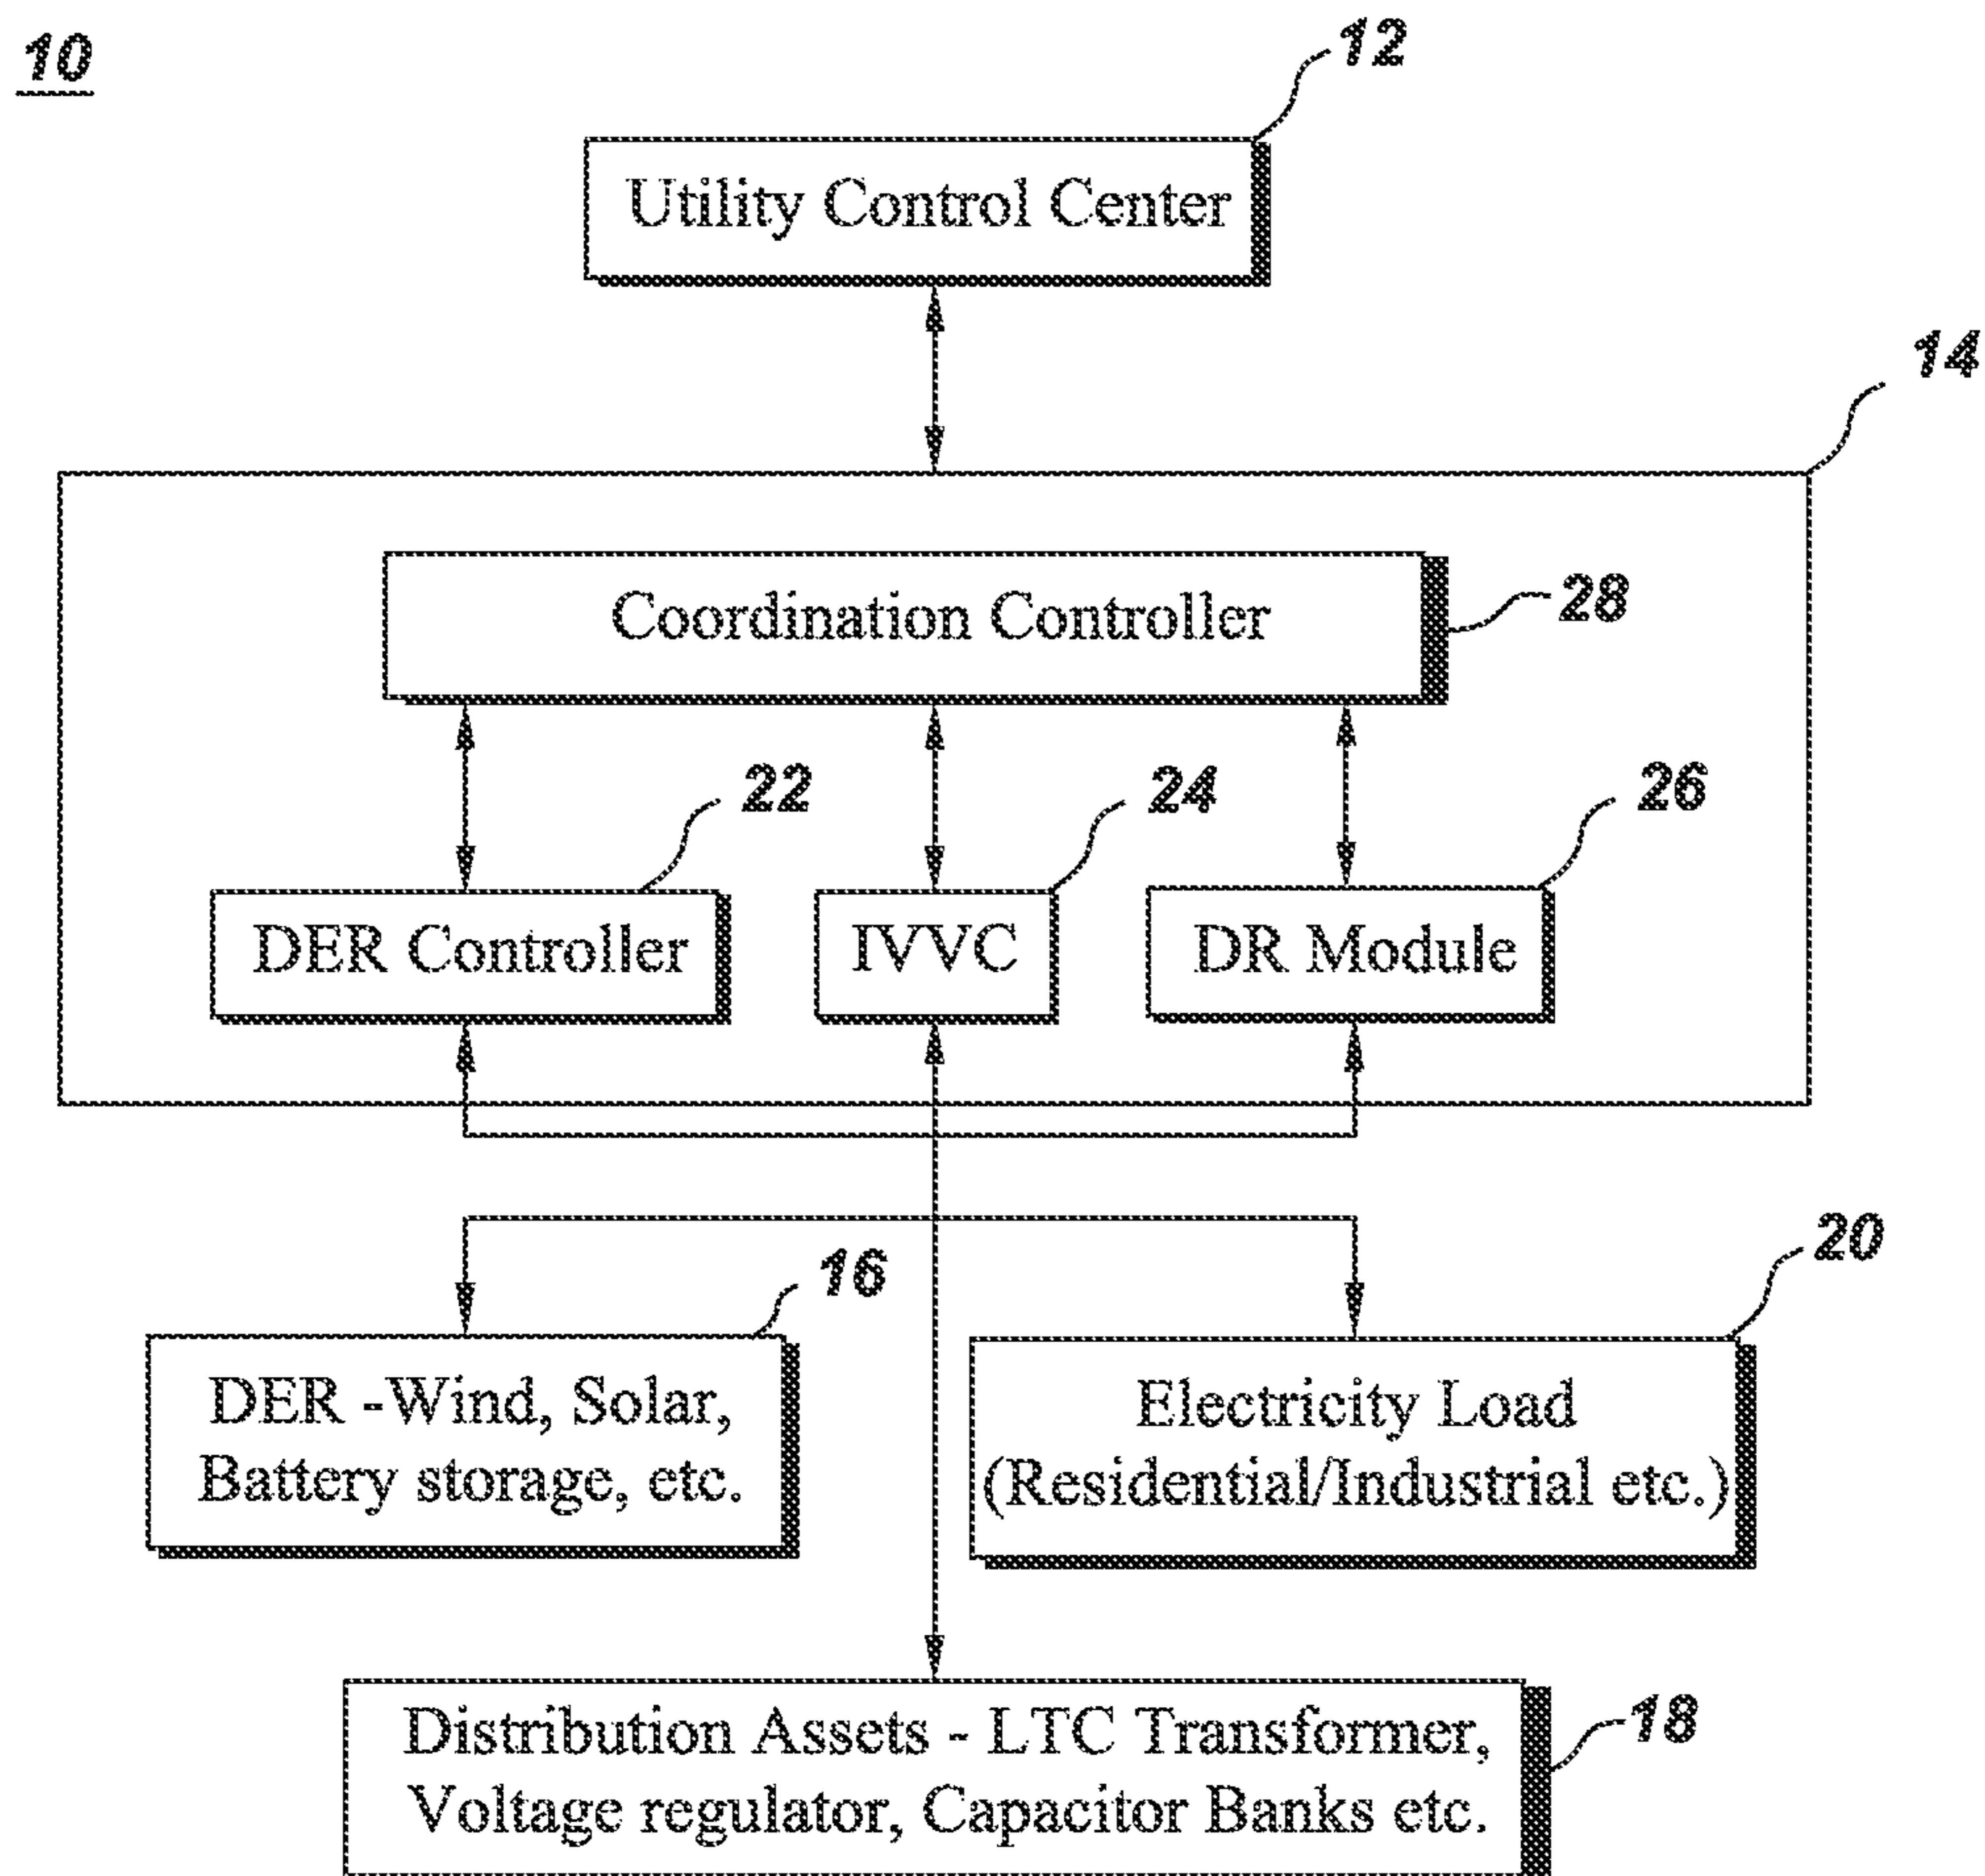 10
12
Utility Control Center
14
Coordination Controller
28
22
24
26
DER Controller
IVVC
DR Module
16
20
DER -Wind, Solar,
Battery storage, etc.
Electricity Load
(Residential/Industrial etc.)
Distribution Assets - LTC Transformer,
Voltage regulator, Capacitor Banks etc.
18